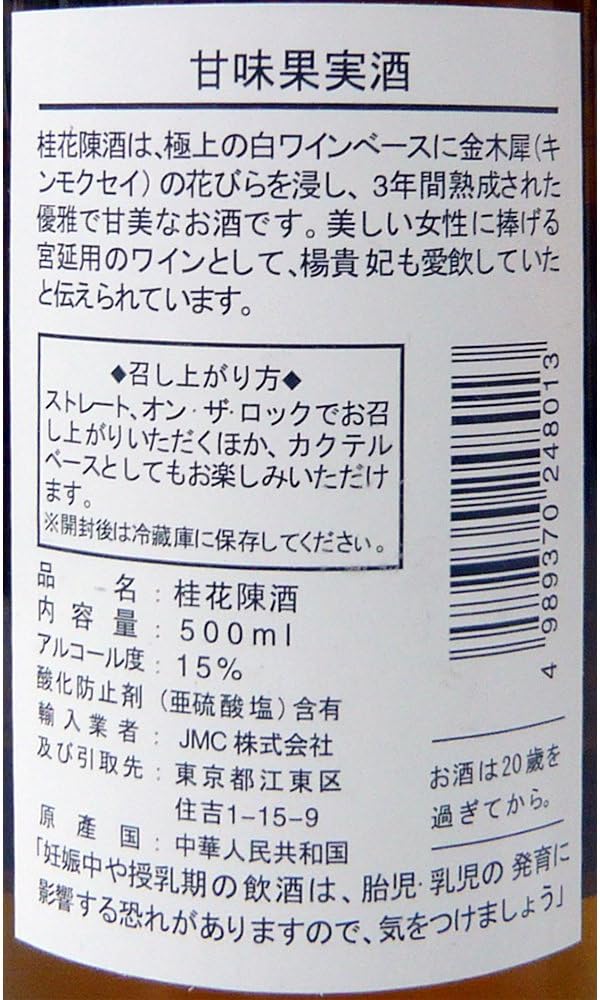 甘味果実酒
桂花陳酒は、極上の白ワインベースに金木犀(キ
ンモクセイ)の花びらを浸し、3年間熟成された
優雅で甘美なお酒です。美しい女性に捧げる
宮延用のワインとして、楊貴妃も愛飲していた
と伝えられています。
◆召し上がり方◆
ストレート、オン・ザ・ロックでお召
し上がりいただくほか、カクテル
ベースとしてもお楽しみいただけ
ます。
※開封後は冷蔵庫に保存してください。
品名:桂花陳酒
内容量:500ml
アルコール度:15%
酸化防止剤(亜硫酸塩)含有
輸入業者:JMC株式会社
及び引取先:東京都江東区
住吉1-15-9
原産国:中華人民共和国
4989370248013
お酒は20歳を
過ぎてから。
「妊娠中や授乳期の飲酒は、胎児・乳児の発育に
影響する恐れがありますので、気をつけましょう」